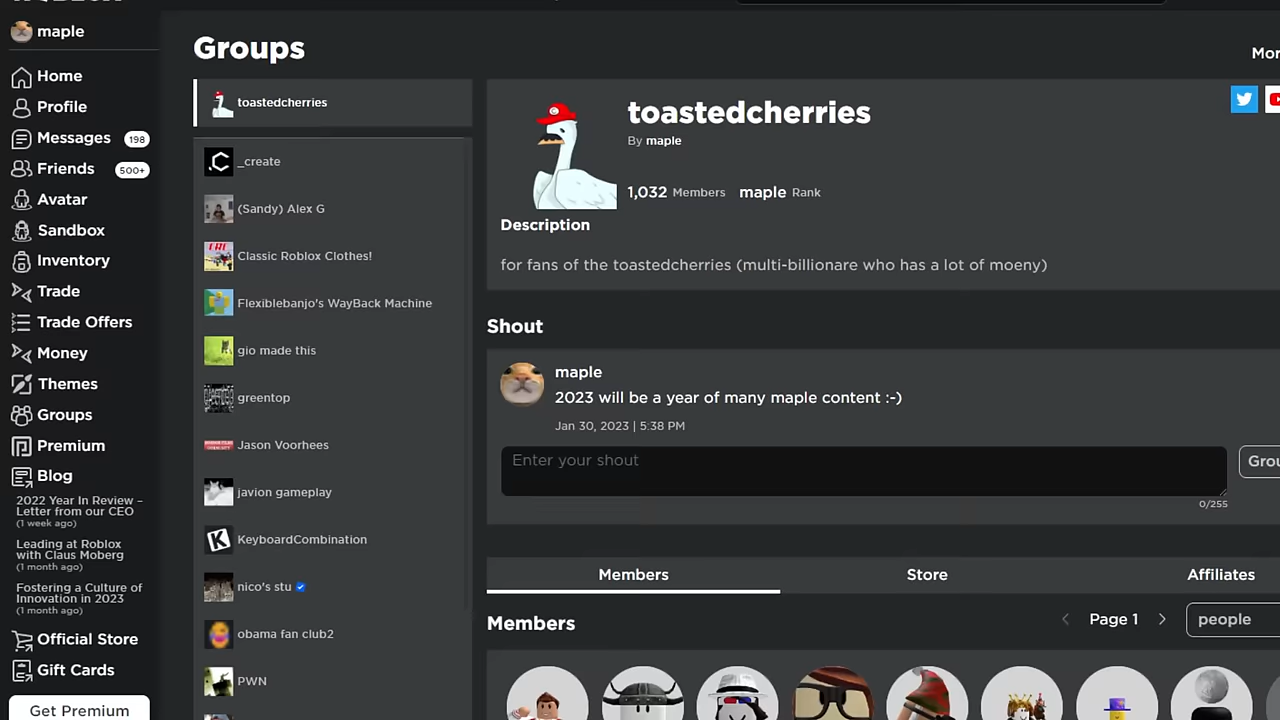 maple
Home
Profile
Messages 198
Friends 500+
Avatar
Sandbox
Inventory
Trade
Trade Offers
Money
Themes
Groups
Premium
Blog
2022 Year In Review –
Letter from our CEO
(1 week ago)
Leading at Roblox
with Claus Moberg
(1 month ago)
Fostering a Culture of
Innovation in 2023
(1 month ago)
Official Store
Gift Cards
Get Premium
Groups
Mor
toastedcherries
_create
(Sandy) Alex G
Classic Roblox Clothes!
Flexiblebanjo's WayBack Machine
gio made this
greentop
Jason Voorhees
javion gameplay
KeyboardCombination
nico's stu
obama fan club2
PWN
toastedcherries
By maple
1,032 Members maple Rank
Description
for fans of the toastedcherries (multi-billionare who has a lot of moeny)
Shout
maple
2023 will be a year of many maple content :-)
Jan 30, 2023 | 5:38 PM
Enter your shout
Grou
0/255
Members Store Affiliates
Members
Page 1
people